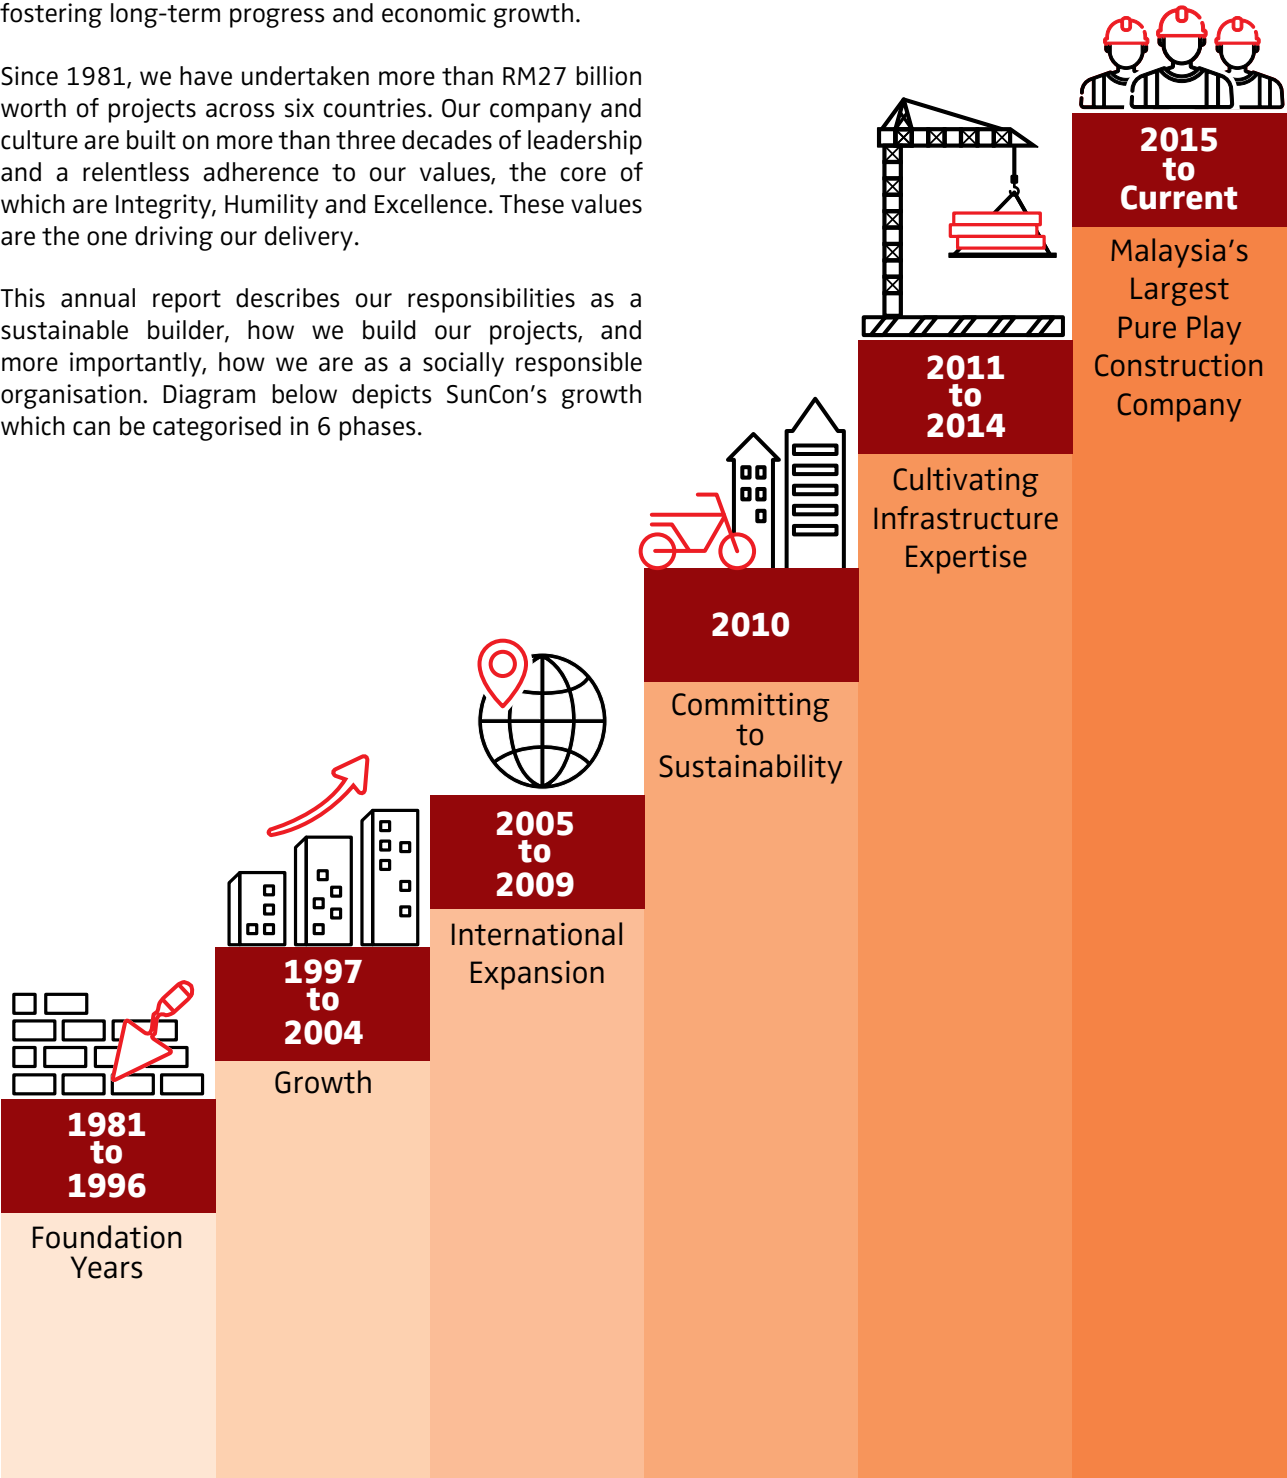 fostering long-term progress and economic growth.
Since 1981, we have undertaken more than RM27 billion
worth of projects across six countries. Our company and
culture are built on more than three decades of leadership
and a relentless adherence to our values, the core of
which are Integrity, Humility and Excellence. These values
are the one driving our delivery.
This annual report describes our responsibilities as a
sustainable builder, how we build our projects, and
more importantly, how we are as a socially responsible
organisation. Diagram below depicts SunCon’s growth
which can be categorised in 6 phases.
1981
to
1996
Foundation
Years
1997
to
2004
Growth
2005
to
2009
International
Expansion
2010
Committing
to
Sustainability
2011
to
2014
Cultivating
Infrastructure
Expertise
2015
to
Current
Malaysia’s
Largest
Pure Play
Construction
Company